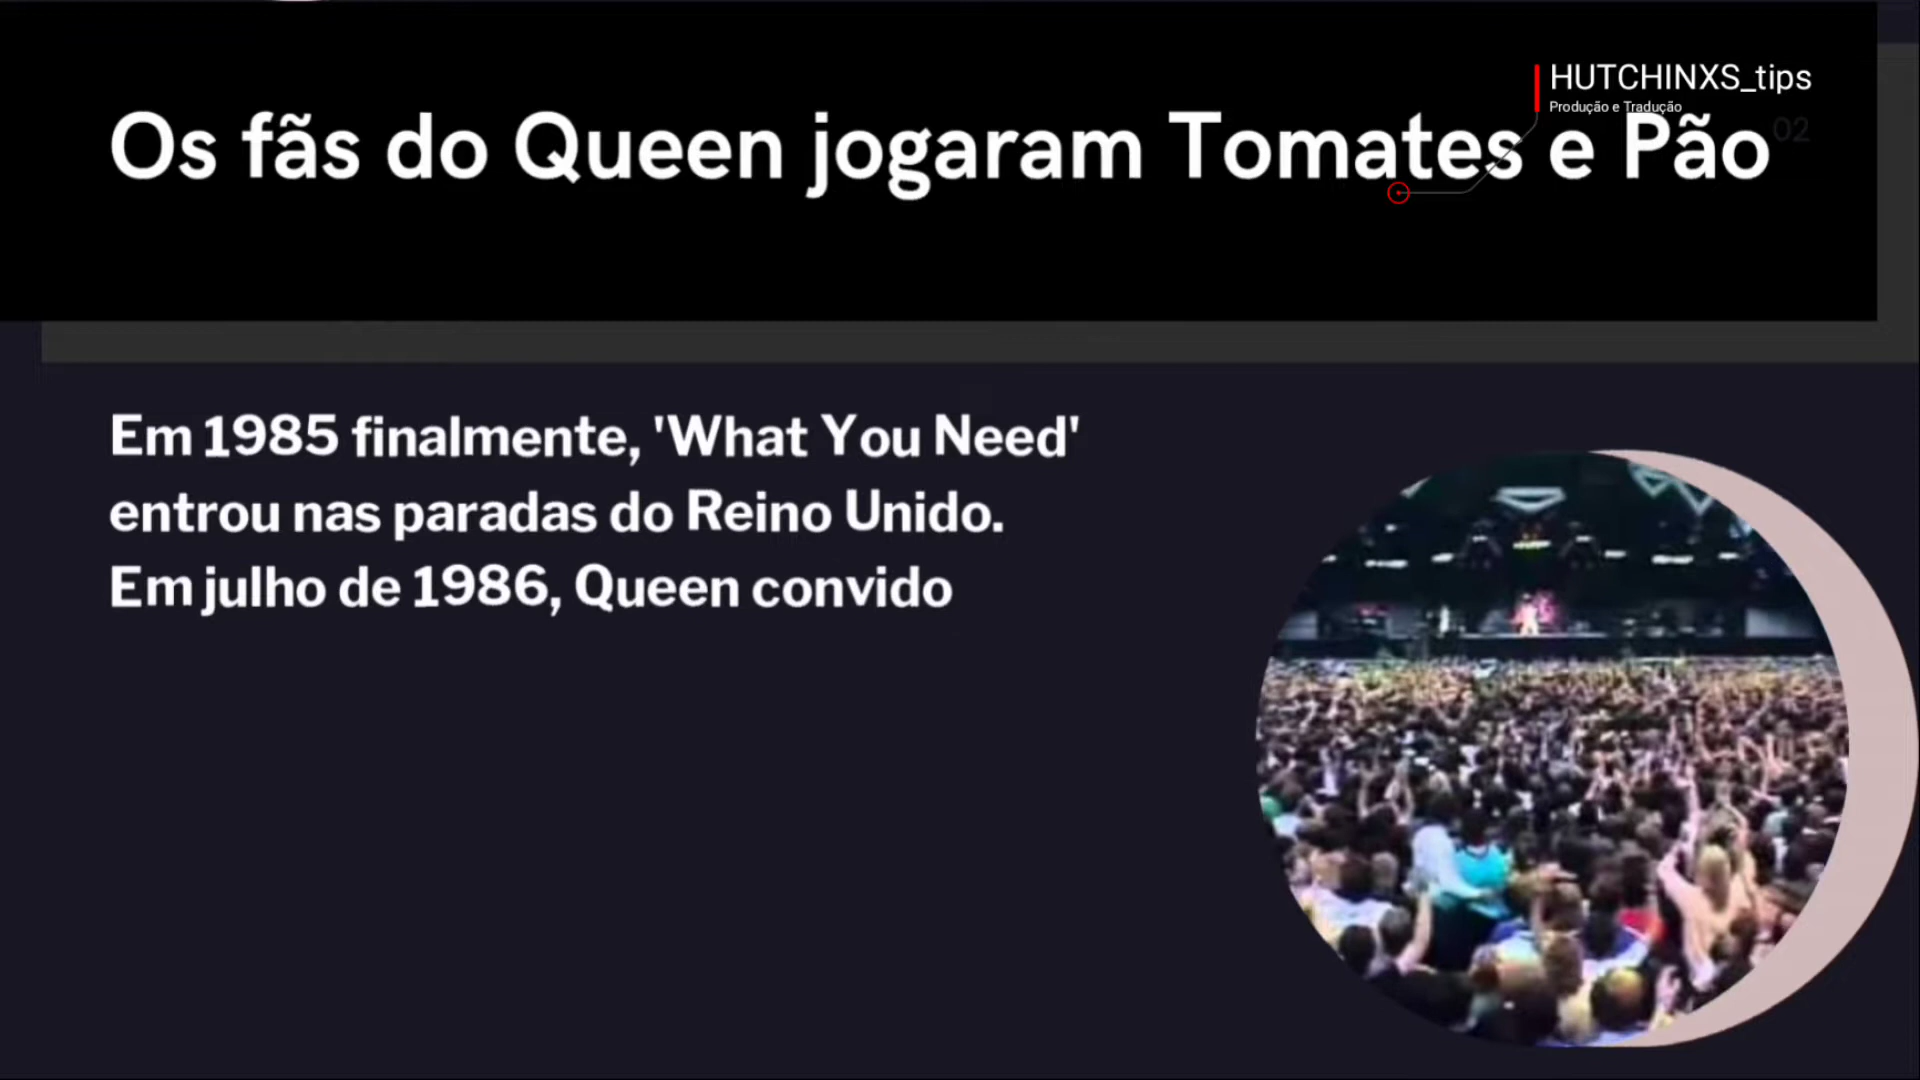 HUTCHINXS_tips
Produção e Tradução
02
Os fãs do Queen jogaram Tomates e Pão
Em 1985 finalmente, 'What You Need'
entrou nas paradas do Reino Unido.
Em julho de 1986, Queen convido